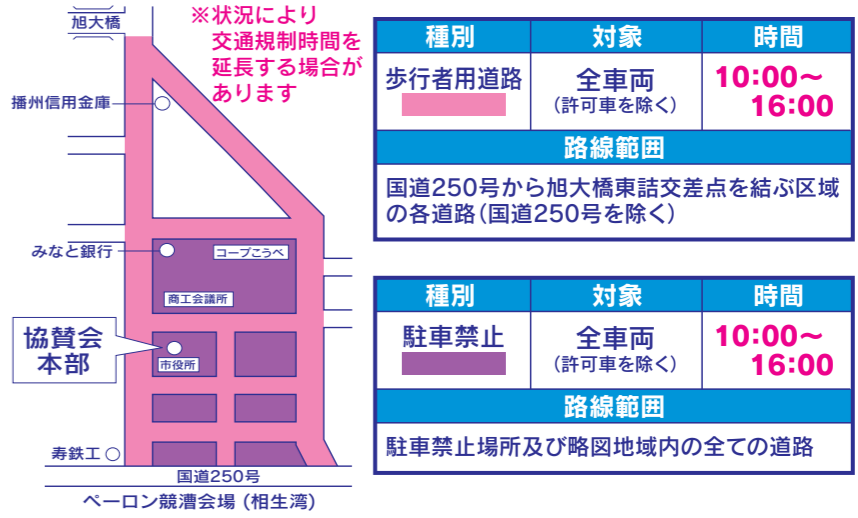 旭大橋
※状況により
交通規制時間を
延長する場合が
あります
播州信用金庫
みなと銀行
コープこうべ
商工会議所
協賛会
本部
市役所
寿鉄工
国道250号
ペーロン競漕会場 (相生湾)
種別 対象 時間
歩行者用道路 全車両 10:00〜
(許可車を除く) 16:00
路線範囲
国道250号から旭大橋東詰交差点を結ぶ区域
の各道路(国道250号を除く)
種別 対象 時間
駐車禁止 全車両 10:00〜
(許可車を除く) 16:00
路線範囲
駐車禁止場所及び略図地域内の全ての道路